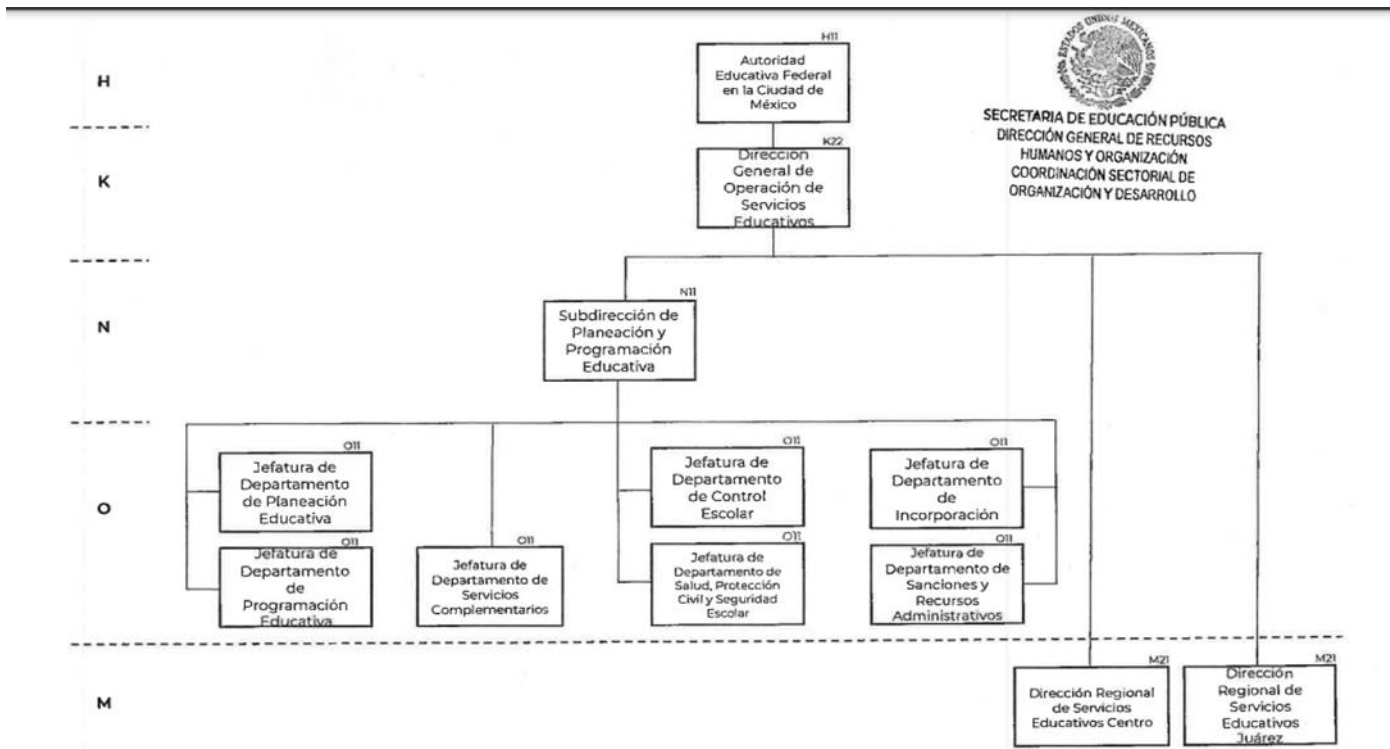 H11
Autoridad
Educativa Federal
en la Ciudad de
México
H
ESTADOS UNIDOS MEXICANOS
SECRETARIA DE EDUCACIÓN PÚBLICA
DIRECCIÓN GENERAL DE RECURSOS
HUMANOS Y ORGANIZACIÓN
COORDINACIÓN SECTORIAL DE
ORGANIZACIÓN Y DESARROLLO
K22
Dirección
General de
Operación de
Servicios
Educativos
K
N11
Subdirección de
Planeación y
Programación
Educativa
N
O11
Jefatura de
Departamento
de Planeación
Educativa
O11
Jefatura de
Departamento
de Control
Escolar
O11
Jefatura de
Departamento
de
Incorporación
O
O11
Jefatura de
Departamento
de
Programación
Educativa
O11
Jefatura de
Departamento de
Servicios
Complementarios
O11
Jefatura de
Departamento de
Salud, Protección
Civil y Seguridad
Escolar
O11
Jefatura de
Departamento de
Sanciones y
Recursos
Administrativos
M
M21
Dirección Regional
de Servicios
Educativos Centro
M21
Dirección
Regional de
Servicios
Educativos
Juárez